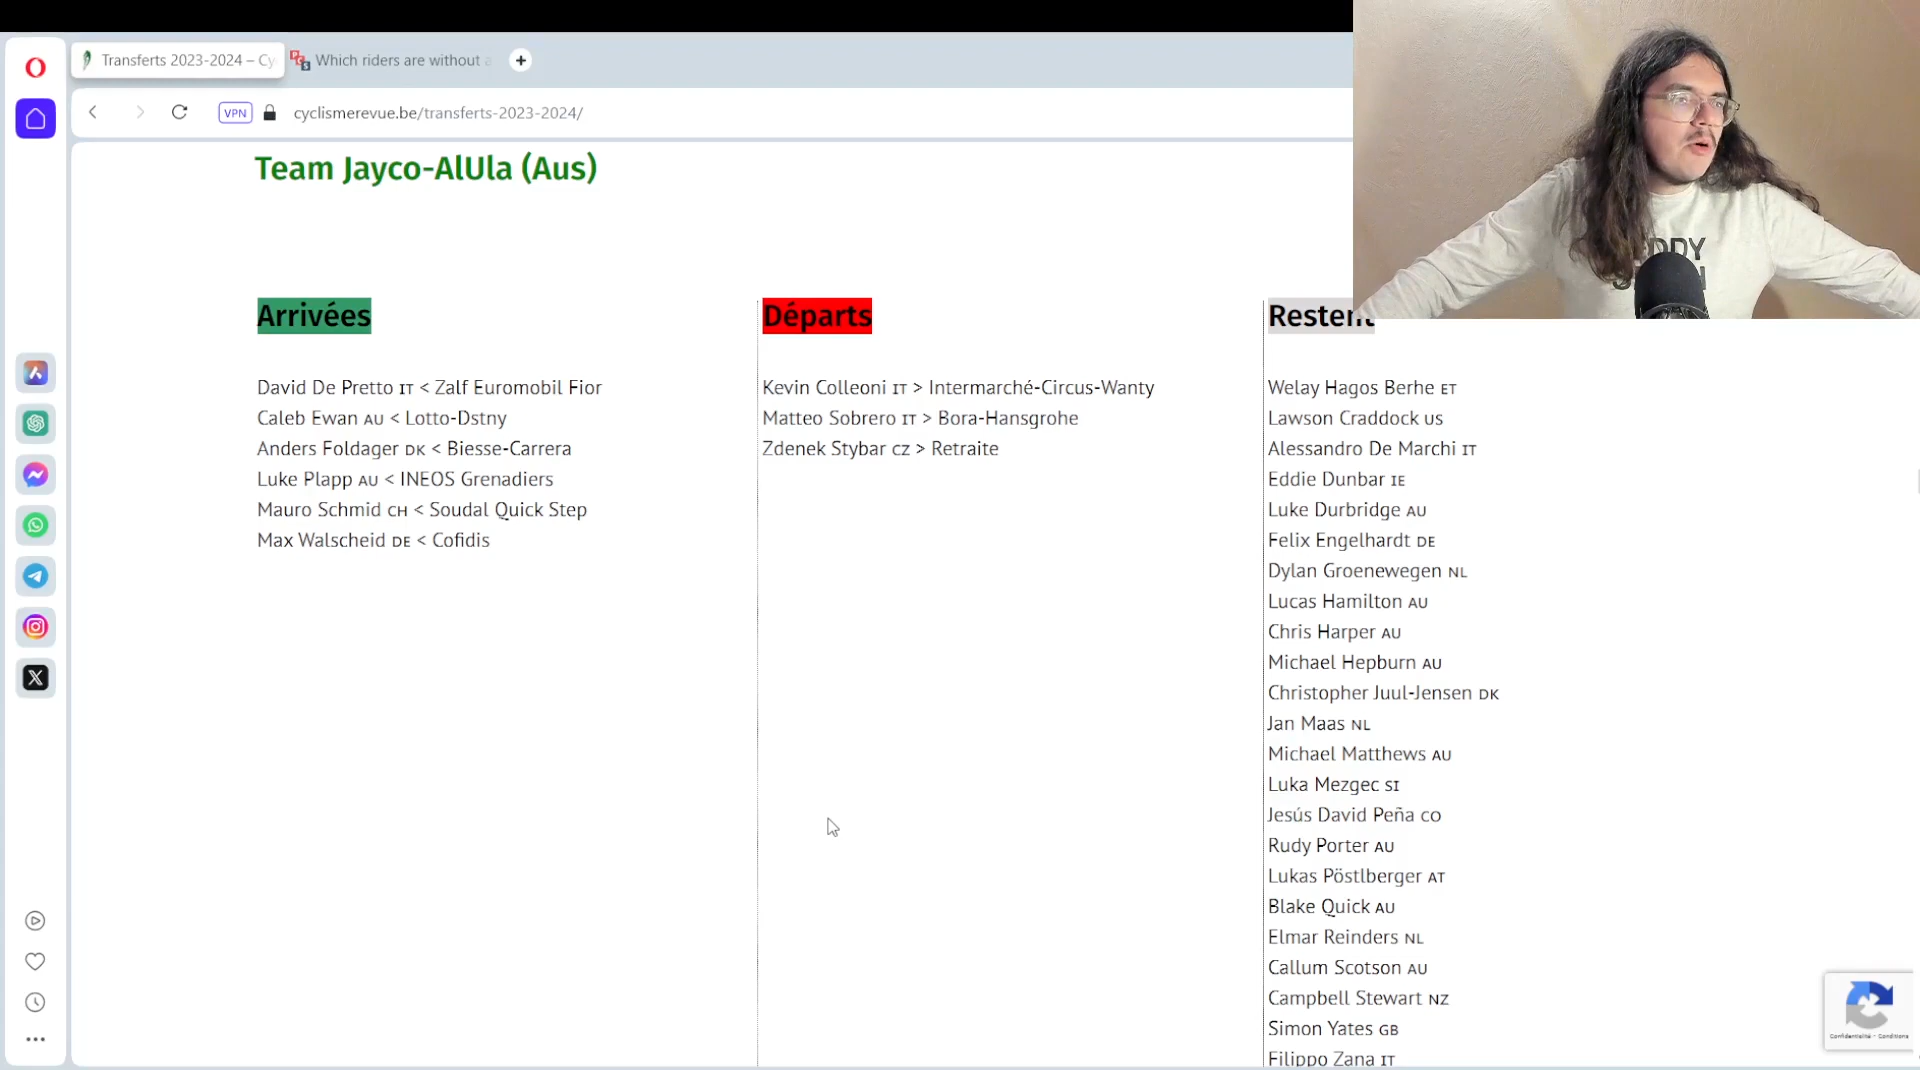 Transferts 2023-2024 – Cy
Which riders are without a
VPN
cyclismerevue.be/transferts-2023-2024/
Team Jayco-AlUla (Aus)
Arrivées
David De Pretto IT < Zalf Euromobil Fior
Caleb Ewan AU < Lotto-Dstny
Anders Foldager DK < Biesse-Carrera
Luke Plapp AU < INEOS Grenadiers
Mauro Schmid CH < Soudal Quick Step
Max Walscheid DE < Cofidis
Départs
Kevin Colleoni IT > Intermarché-Circus-Wanty
Matteo Sobrero IT > Bora-Hansgrohe
Zdenek Stybar CZ > Retraite
Restent
Welay Hagos Berhe ET
Lawson Craddock US
Alessandro De Marchi IT
Eddie Dunbar IE
Luke Durbridge AU
Felix Engelhardt DE
Dylan Groenewegen NL
Lucas Hamilton AU
Chris Harper AU
Michael Hepburn AU
Christopher Juul-Jensen DK
Jan Maas NL
Michael Matthews AU
Luka Mezgec SI
Jesús David Peña CO
Rudy Porter AU
Lukas Pöstlberger AT
Blake Quick AU
Elmar Reinders NL
Callum Scotson AU
Campbell Stewart NZ
Simon Yates GB
Filippo Zana IT
Confidentialité - Conditions